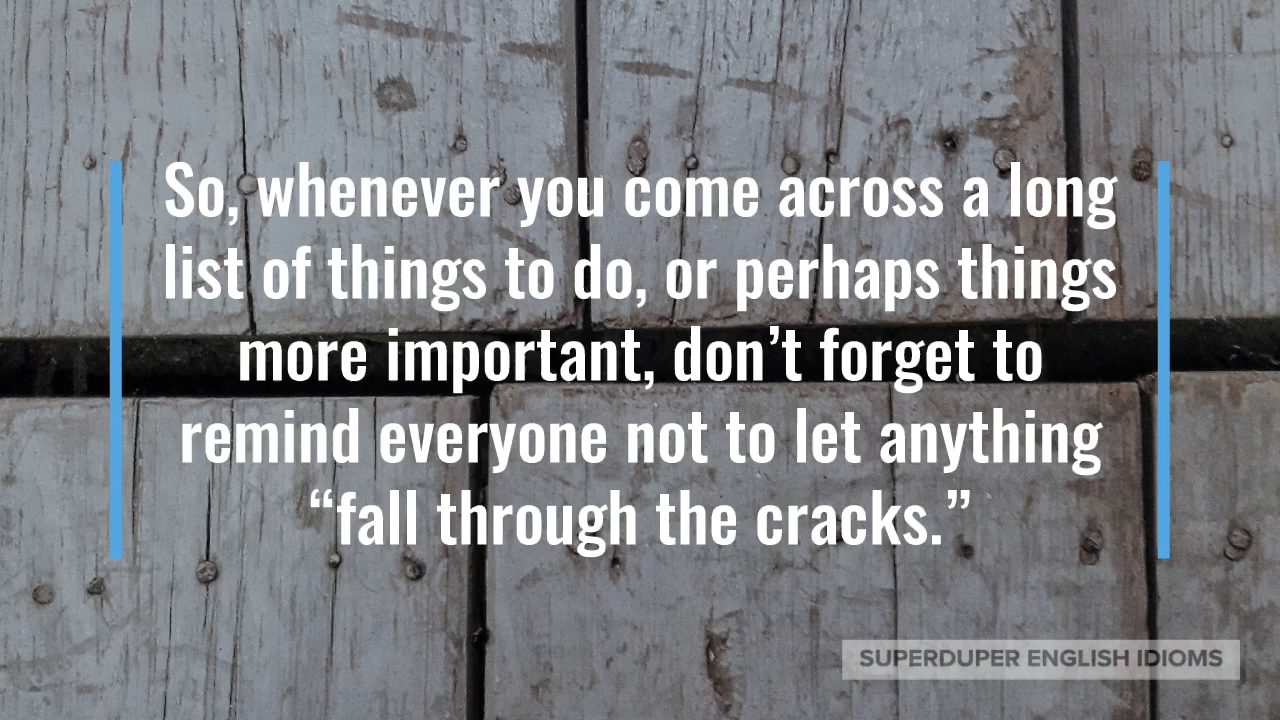 So, whenever you come across a long
list of things to do, or perhaps things
more important, don’t forget to
remind everyone not to let anything
“fall through the cracks.”
SUPERDUPER ENGLISH IDIOMS